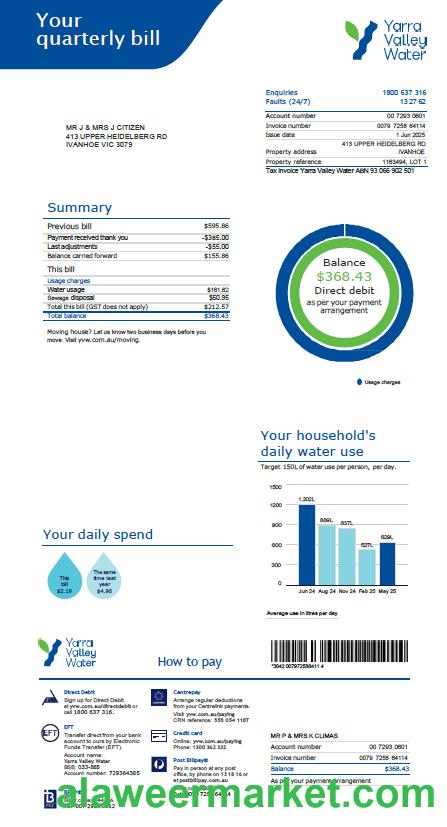 Your
quarterly bill
Yarra
Valley
Water
Enquiries 1800 637 316
Faults (24/7) 13 27 62
Account number 00 7293 0601
Invoice number 0079 7258 64114
Issue date 1 Jun 2025
413 UPPER HEIDELBERG RD
Property address IVANHOE
Property reference 1163494, LOT 1
Tax Invoice Yarra Valley Water ABN 93 066 902 501
MR J & MRS J CITIZEN
413 UPPER HEIDELBERG RD
IVANHOE VIC 3079
Summary
Previous bill $595.86
Payment received thank you -$385.00
Last adjustments -$55.00
Balance carried forward $155.86
This bill
Usage charges
Water usage $161.62
Sewage disposal $50.95
Total this bill (GST does not apply) $212.57
Total balance $368.43
Moving house? Let us know two business days before you
move. Visit yvw.com.au/moving.
Balance
$368.43
Direct debit
as per your payment
arrangement
Usage charges
Your household's
daily water use
Target 150L of water use per person, per day.
1500
1200
900
600
300
0
1,202L
889L
837L
527L
629L
Jun 24 Aug 24 Nov 24 Feb 25 May 25
Average use in litres per day
Your daily spend
This
bill
$2.19
The same
time last
year
$4.98
Yarra
Valley
Water
How to pay
*3042 007972586411 4
Direct Debit
Sign up for Direct Debit
at yvw.com.au/directdebit or
call 1800 637 316.
EFT
EFT
Transfer direct from your bank
account to ours by Electronic
Funds Transfer (EFT).
Account name:
Yarra Valley Water
BSB: 033-885
Account number: 729364385
Centrepay
Arrange regular deductions
from your Centrelink payments.
Visit yvw.com.au/paying
CRN reference: 555 054 118T
Credit card
Online: yvw.com.au/paying
Phone: 1300 362 332
Post Billpay®
Pay in person at any post
office, by phone on 13 18 16 or
at postbillpay.com.au
MR P & MRS K CLIMAS
Account number 00 7293 0601
Invoice number 0079 7258 64114
Balance $368.43
As per your payment arrangement
alaweermarket.com